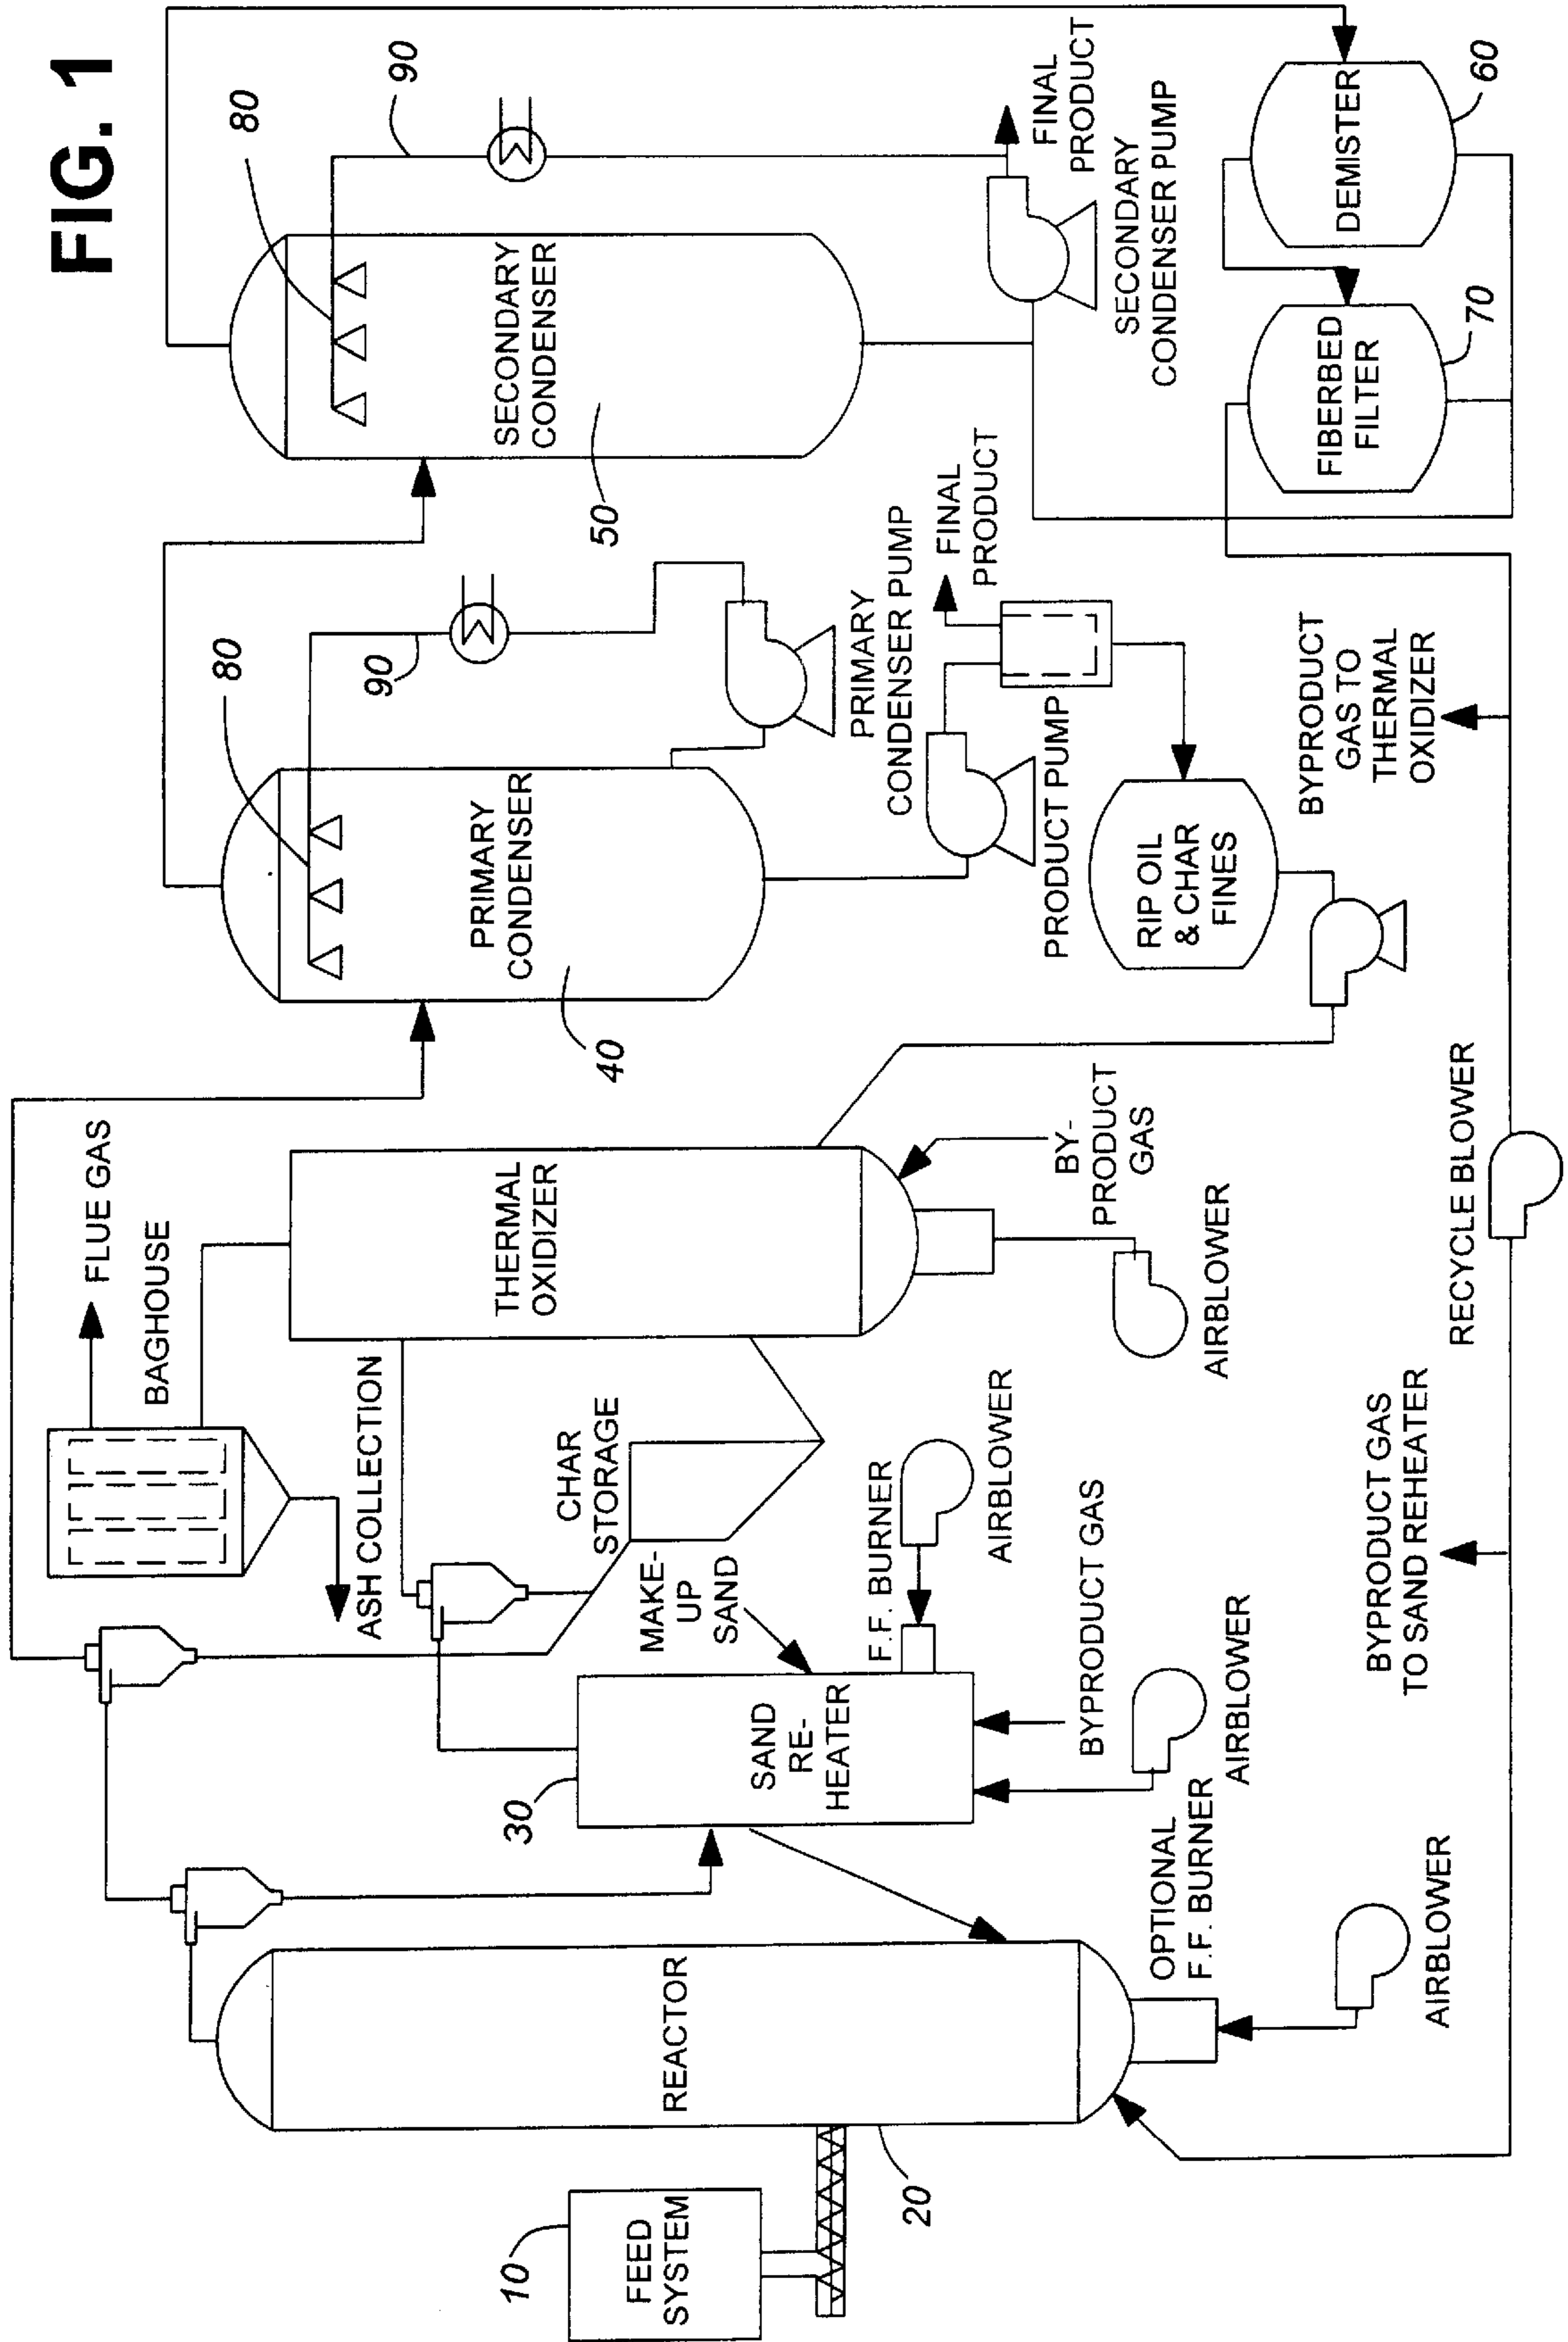 FIG. 1
FEED
SYSTEM
10
REACTOR
20
OPTIONAL
F.F. BURNER
AIRBLOWER
SAND
RE-
HEATER
30
MAKE-
UP
SAND
F.F. BURNER
AIRBLOWER
BYPRODUCT GAS
AIRBLOWER
CHAR
STORAGE
BAGHOUSE
FLUE GAS
ASH COLLECTION
THERMAL
OXIDIZER
BY-
PRODUCT
GAS
AIRBLOWER
PRIMARY
CONDENSER
40
80
90
PRIMARY
CONDENSER PUMP
PRODUCT PUMP
FINAL
PRODUCT
RIP OIL
& CHAR
FINES
SECONDARY
CONDENSER
50
80
90
FINAL
PRODUCT
SECONDARY
CONDENSER PUMP
DEMISTER
60
FIBERBED
FILTER
70
BYPRODUCT
GAS TO
THERMAL
OXIDIZER
RECYCLE BLOWER
BYPRODUCT GAS
TO SAND REHEATER